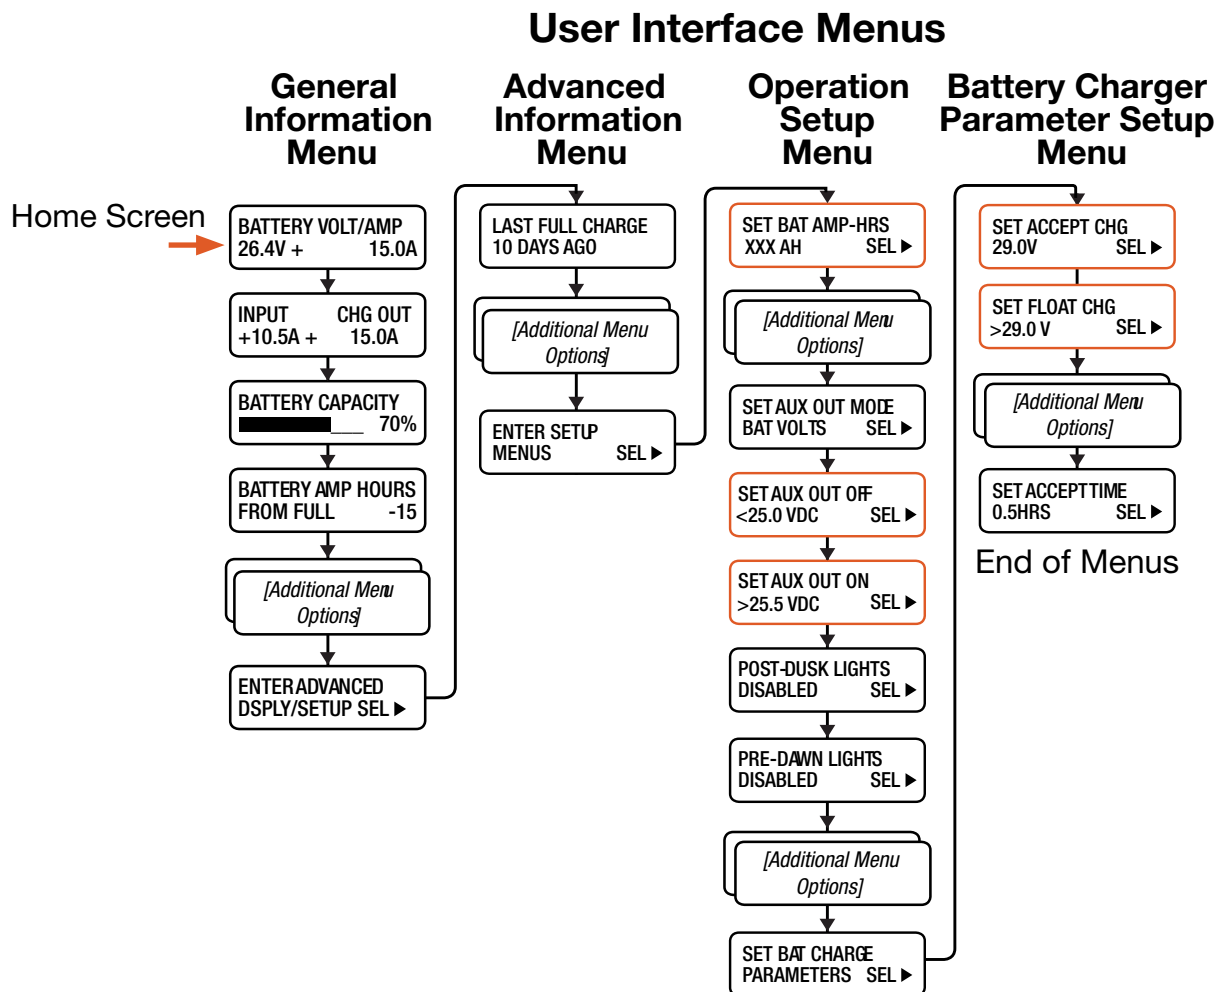 User Interface Menus
General
Information
Menu
Home Screen
BATTERY VOLT/AMP
26.4V + 15.0A
INPUT CHG OUT
+10.5A + 15.0A
BATTERY CAPACITY
___ 70%
BATTERY AMP HOURS
FROM FULL -15
[Additional Menu
Options]
ENTER ADVANCED
DSPLY/SETUP SEL ▶
Advanced
Information
Menu
LAST FULL CHARGE
10 DAYS AGO
[Additional Menu
Options]
ENTER SETUP
MENUS SEL ▶
Operation
Setup
Menu
SET BAT AMP-HRS
XXX AH SEL ▶
[Additional Menu
Options]
SET AUX OUT MODE
BAT VOLTS SEL ▶
SET AUX OUT OFF
<25.0 VDC SEL ▶
SET AUX OUT ON
>25.5 VDC SEL ▶
POST-DUSK LIGHTS
DISABLED SEL ▶
PRE-DAWN LIGHTS
DISABLED SEL ▶
[Additional Menu
Options]
SET BAT CHARGE
PARAMETERS SEL ▶
Battery Charger
Parameter Setup
Menu
SET ACCEPT CHG
29.0V SEL ▶
SET FLOAT CHG
>29.0 V SEL ▶
[Additional Menu
Options]
SET ACCEPT TIME
0.5HRS SEL ▶
End of Menus